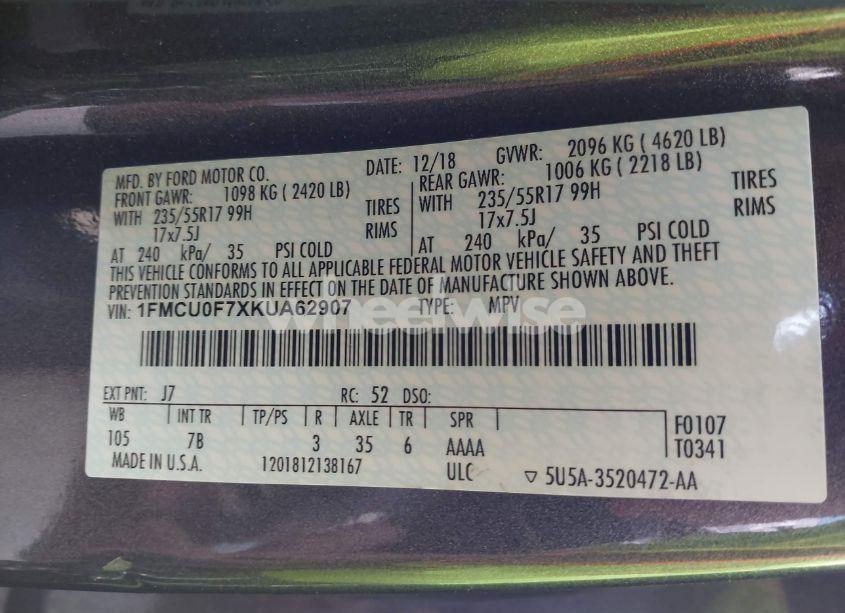 MFD. BY FORD MOTOR CO. DATE: 12/18 GVWR: 2096 KG ( 4620 LB)
FRONT GAWR: 1098 KG ( 2420 LB) REAR GAWR: 1006 KG ( 2218 LB)
WITH 235/55R17 99H TIRES WITH 235/55R17 99H TIRES
17x7.5J RIMS 17x7.5J RIMS
AT 240 kPa/ 35 PSI COLD AT 240 kPa/ 35 PSI COLD
THIS VEHICLE CONFORMS TO ALL APPLICABLE FEDERAL MOTOR VEHICLE SAFETY AND THEFT
PREVENTION STANDARDS IN EFFECT ON THE DATE OF MANUFACTURE SHOWN ABOVE.
VIN: 1FMCU0F7XKUA62907 TYPE: MPV
wheelwise
EXT PNT: J7 RC: 52 DSO:
WB INT TR TP/PS R AXLE TR SPR F0107
105 7B 3 35 6 AAAA T0341
MADE IN U.S.A. 1201812138167 ULC 5U5A-3520472-AA